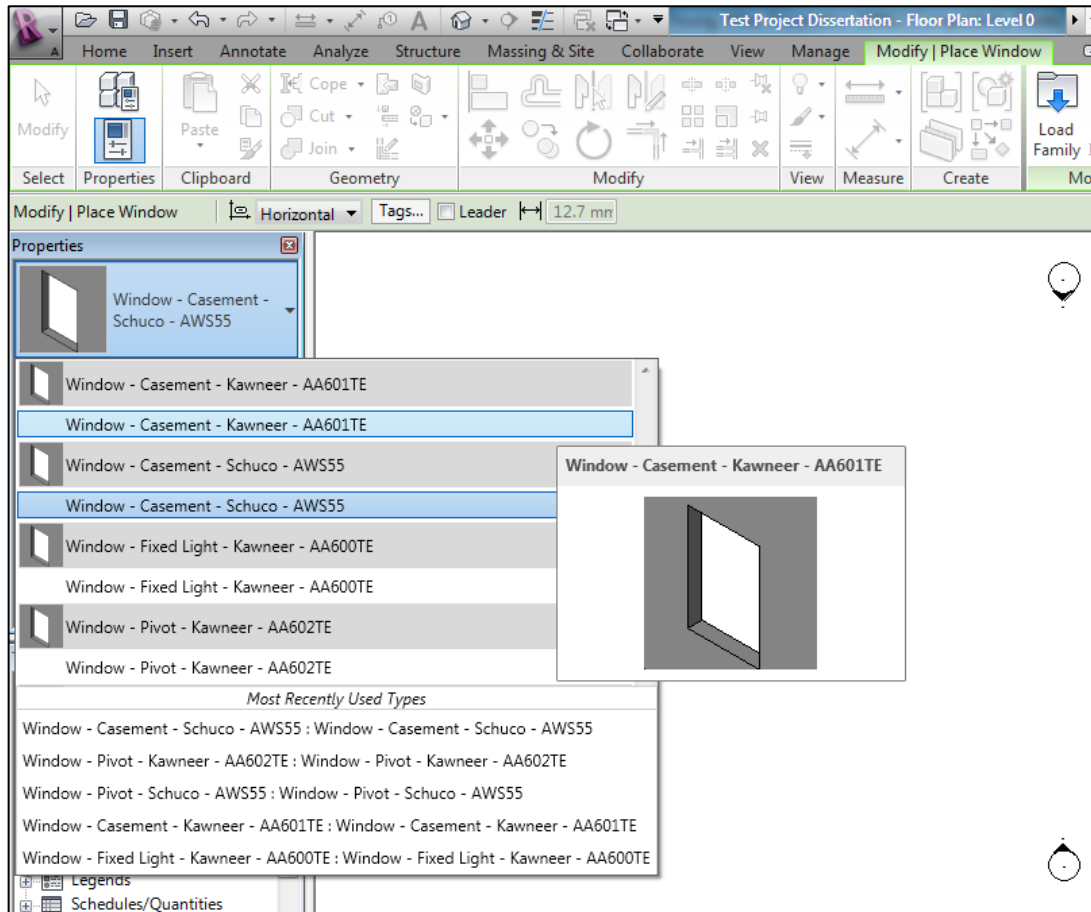 Test Project Dissertation - Floor Plan: Level 0
Home Insert Annotate Analyze Structure Massing & Site Collaborate View Manage Modify | Place Window
Modify
Paste
Cope
Cut
Join
Load
Family
Select Properties Clipboard Geometry Modify View Measure Create Mo
Modify | Place Window Horizontal Tags... Leader 12.7 mm
Properties
Window - Casement -
Schuco - AWS55
Window - Casement - Kawneer - AA601TE
Window - Casement - Kawneer - AA601TE
Window - Casement - Schuco - AWS55
Window - Casement - Schuco - AWS55
Window - Fixed Light - Kawneer - AA600TE
Window - Fixed Light - Kawneer - AA600TE
Window - Pivot - Kawneer - AA602TE
Window - Pivot - Kawneer - AA602TE
Window - Casement - Kawneer - AA601TE
Most Recently Used Types
Window - Casement - Schuco - AWS55 : Window - Casement - Schuco - AWS55
Window - Pivot - Kawneer - AA602TE : Window - Pivot - Kawneer - AA602TE
Window - Pivot - Schuco - AWS55 : Window - Pivot - Schuco - AWS55
Window - Casement - Kawneer - AA601TE : Window - Casement - Kawneer - AA601TE
Window - Fixed Light - Kawneer - AA600TE : Window - Fixed Light - Kawneer - AA600TE
Legends
Schedules/Quantities